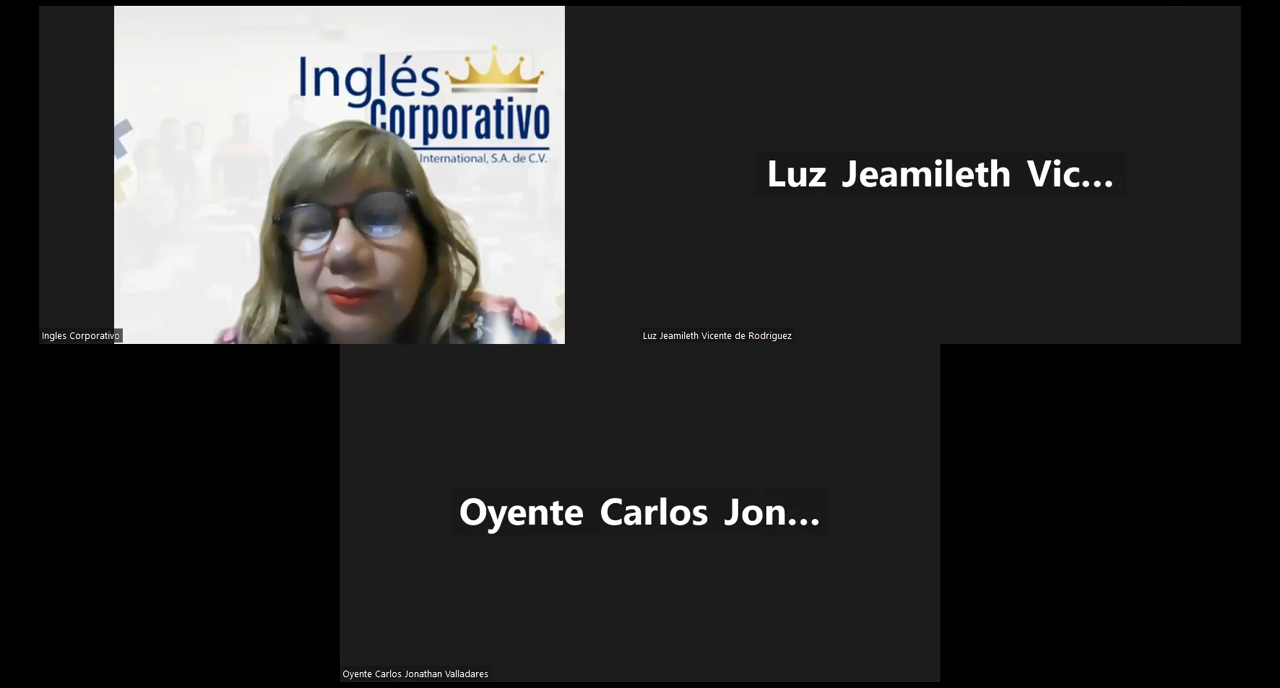 Inglés
Corporativo
International, S.A. de C.V.
Luz Jeamileth Vic...
Ingles Corporativo
Luz Jeamileth Vicente de Rodriguez
Oyente Carlos Jon...
Oyente Carlos Jonathan Valladares